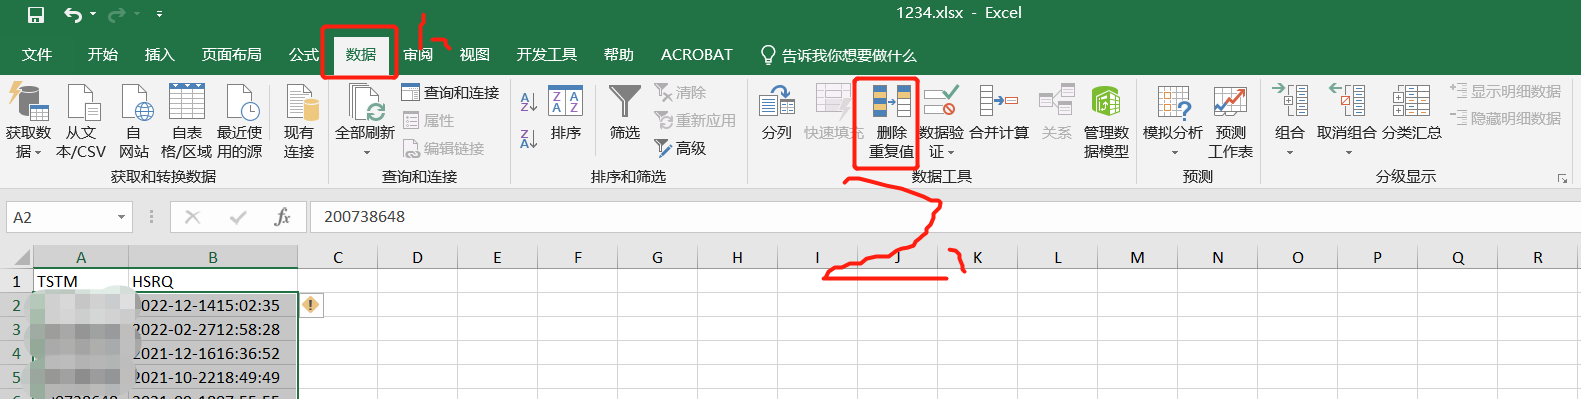 1234.xlsx - Excel
文件 开始 插入 页面布局 公式 数据 审阅 视图 开发工具 帮助 ACROBAT 告诉我你想要做什么
获取数据 从文本/CSV 自网站 自表格/区域 最近使用的源 现有连接
获取和转换数据
全部刷新 查询和连接 属性 编辑链接
查询和连接
排序 筛选 清除 重新应用 高级
排序和筛选
分列 快速填充 删除重复值 数据验证 合并计算 关系 管理数据模型
数据工具
模拟分析 预测工作表
预测
组合 取消组合 分类汇总 显示明细数据 隐藏明细数据
分级显示
A2 fx 200738648
A B C D E F G H I J K L M N O P Q R
1 TSTM HSRQ
2 2022-12-1415:02:35
3 2022-02-2712:58:28
4 2021-12-1616:36:52
5 2021-10-2218:49:49